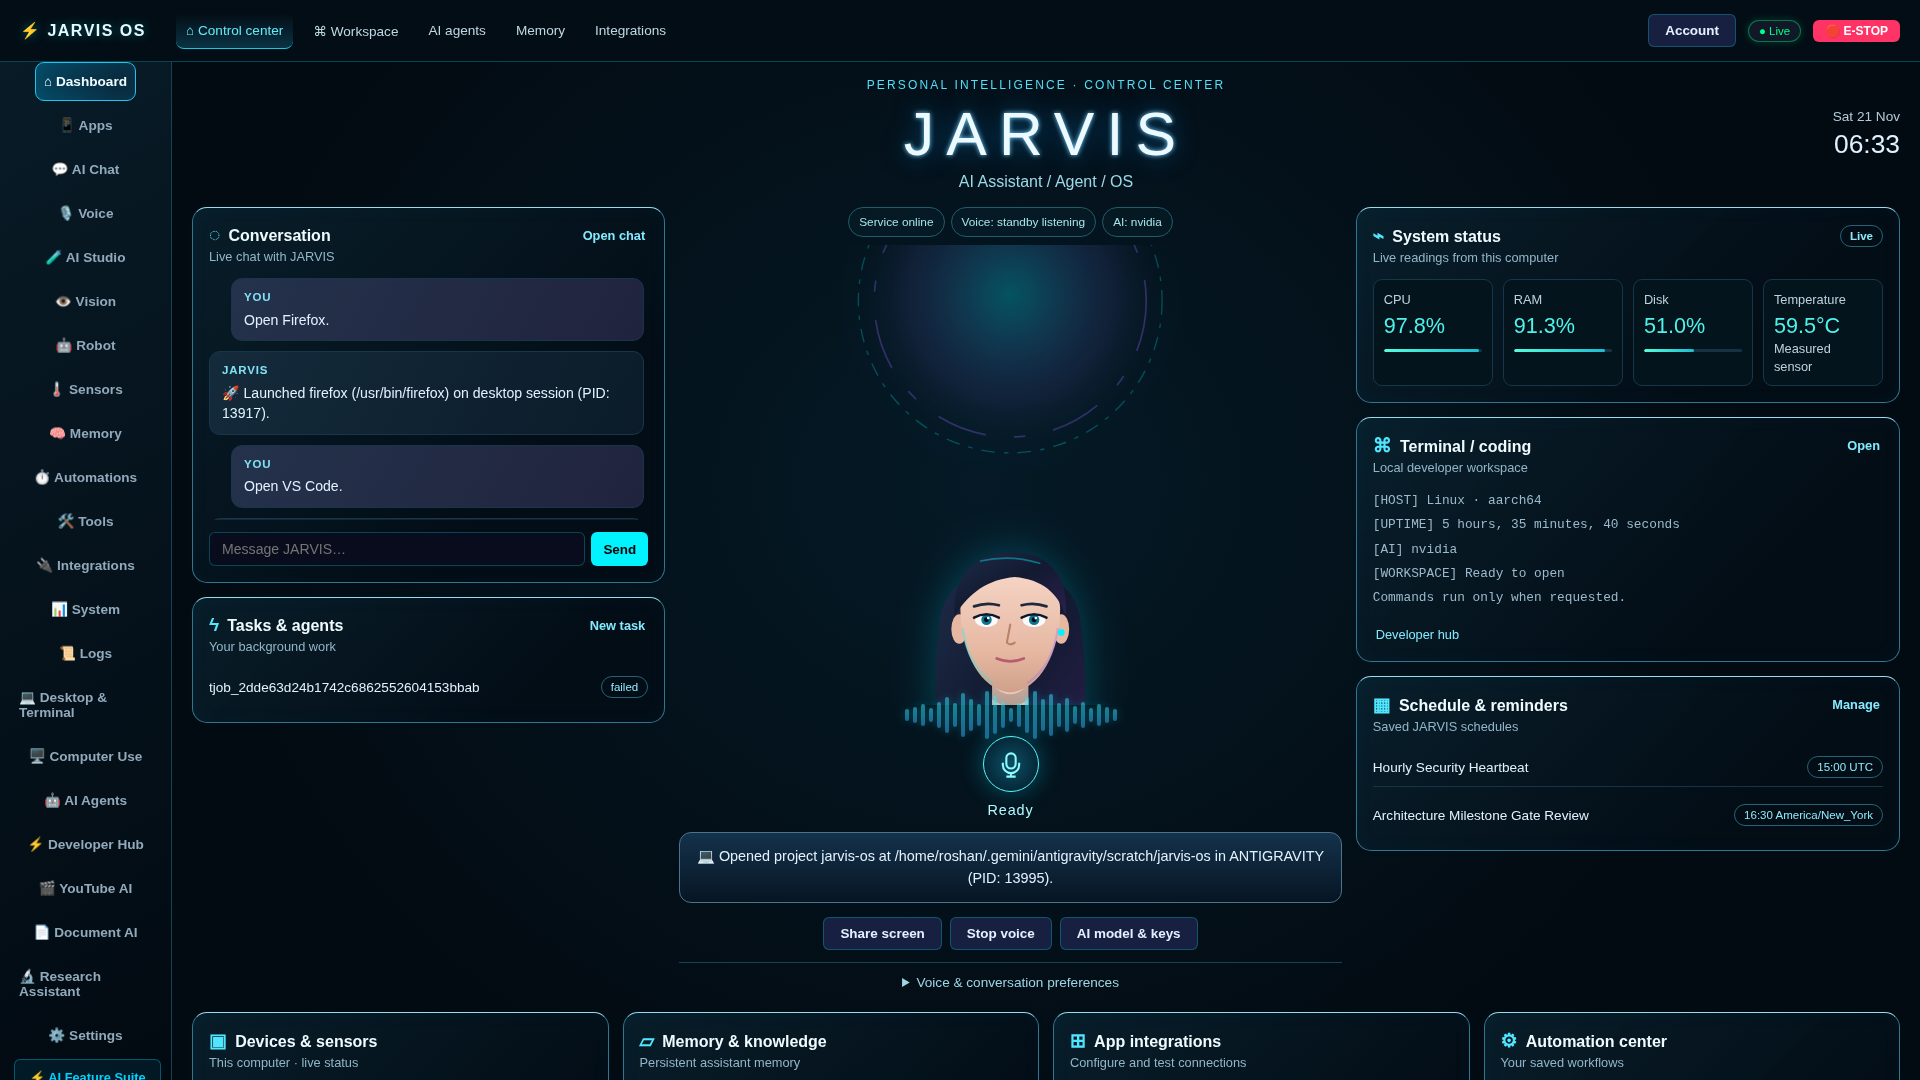 ⚡ JARVIS OS
⌂ Control center
⌘ Workspace
AI agents
Memory
Integrations
Account
● Live
🛑 E-STOP
⌂ Dashboard
📱 Apps
💬 AI Chat
🎙️ Voice
🧪 AI Studio
👁️ Vision
🤖 Robot
🌡️ Sensors
🧠 Memory
⏱️ Automations
🛠️ Tools
🔌 Integrations
📊 System
📜 Logs
💻 Desktop &
Terminal
🖥️ Computer Use
🤖 AI Agents
⚡ Developer Hub
🎬 YouTube AI
📄 Document AI
🔬 Research
Assistant
⚙️ Settings
⚡ AI Feature Suite
PERSONAL INTELLIGENCE · CONTROL CENTER
JARVIS
AI Assistant / Agent / OS
Sat 21 Nov
06:33
Conversation
Open chat
Live chat with JARVIS
YOU
Open Firefox.
JARVIS
🚀 Launched firefox (/usr/bin/firefox) on desktop session (PID:
13917).
YOU
Open VS Code.
Message JARVIS…
Send
ϟ Tasks & agents
New task
Your background work
tjob_2dde63d24b1742c6862552604153bbab
failed
Service online
Voice: standby listening
AI: nvidia
Ready
💻 Opened project jarvis-os at /home/roshan/.gemini/antigravity/scratch/jarvis-os in ANTIGRAVITY
(PID: 13995).
Share screen
Stop voice
AI model & keys
▶ Voice & conversation preferences
⌁ System status
Live
Live readings from this computer
CPU
97.8%
RAM
91.3%
Disk
51.0%
Temperature
59.5°C
Measured
sensor
⌘ Terminal / coding
Open
Local developer workspace
[HOST] Linux · aarch64
[UPTIME] 5 hours, 35 minutes, 40 seconds
[AI] nvidia
[WORKSPACE] Ready to open
Commands run only when requested.
Developer hub
▦ Schedule & reminders
Manage
Saved JARVIS schedules
Hourly Security Heartbeat
15:00 UTC
Architecture Milestone Gate Review
16:30 America/New_York
▣ Devices & sensors
This computer · live status
▱ Memory & knowledge
Persistent assistant memory
⊞ App integrations
Configure and test connections
⚙ Automation center
Your saved workflows